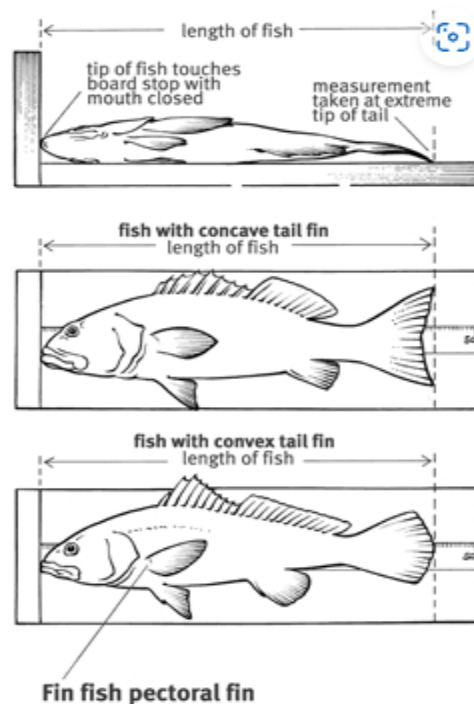 length of fish
tip of fish touches
board stop with
mouth closed
measurement
taken at extreme
tip of tail
fish with concave tail fin
length of fish
fish with convex tail fin
length of fish
Fin fish pectoral fin